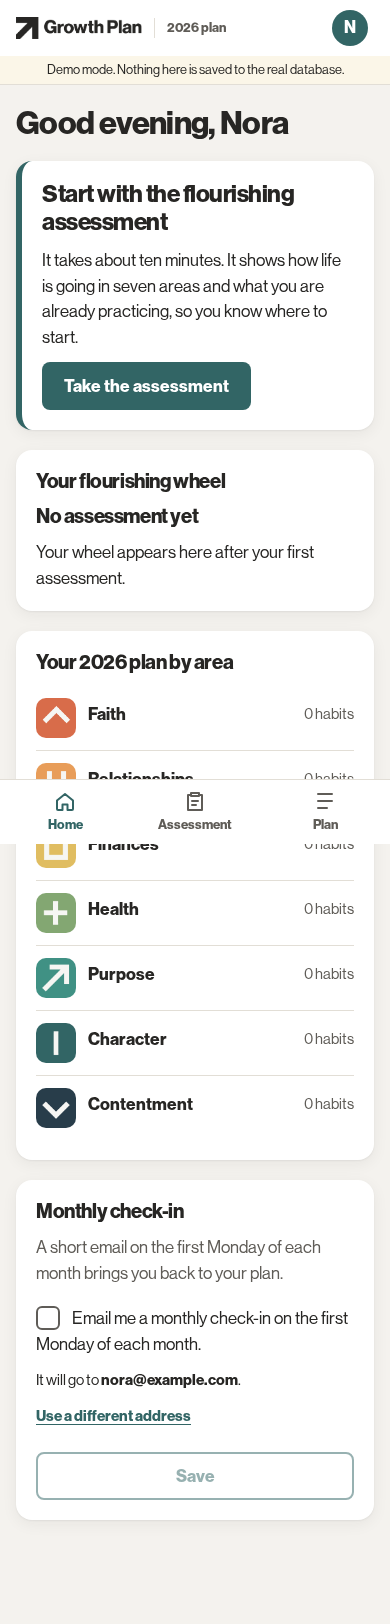 Growth Plan
2026 plan
N
Demo mode. Nothing here is saved to the real database.
Good evening, Nora
Start with the flourishing
assessment
It takes about ten minutes. It shows how life
is going in seven areas and what you are
already practicing, so you know where to
start.
Take the assessment
Your flourishing wheel
No assessment yet
Your wheel appears here after your first
assessment.
Your 2026 plan by area
Faith 0 habits
Relationships 0 habits
Home Assessment Plan
Finances 0 habits
Health 0 habits
Purpose 0 habits
Character 0 habits
Contentment 0 habits
Monthly check-in
A short email on the first Monday of each
month brings you back to your plan.
Email me a monthly check-in on the first
Monday of each month.
It will go to nora@example.com.
Use a different address
Save